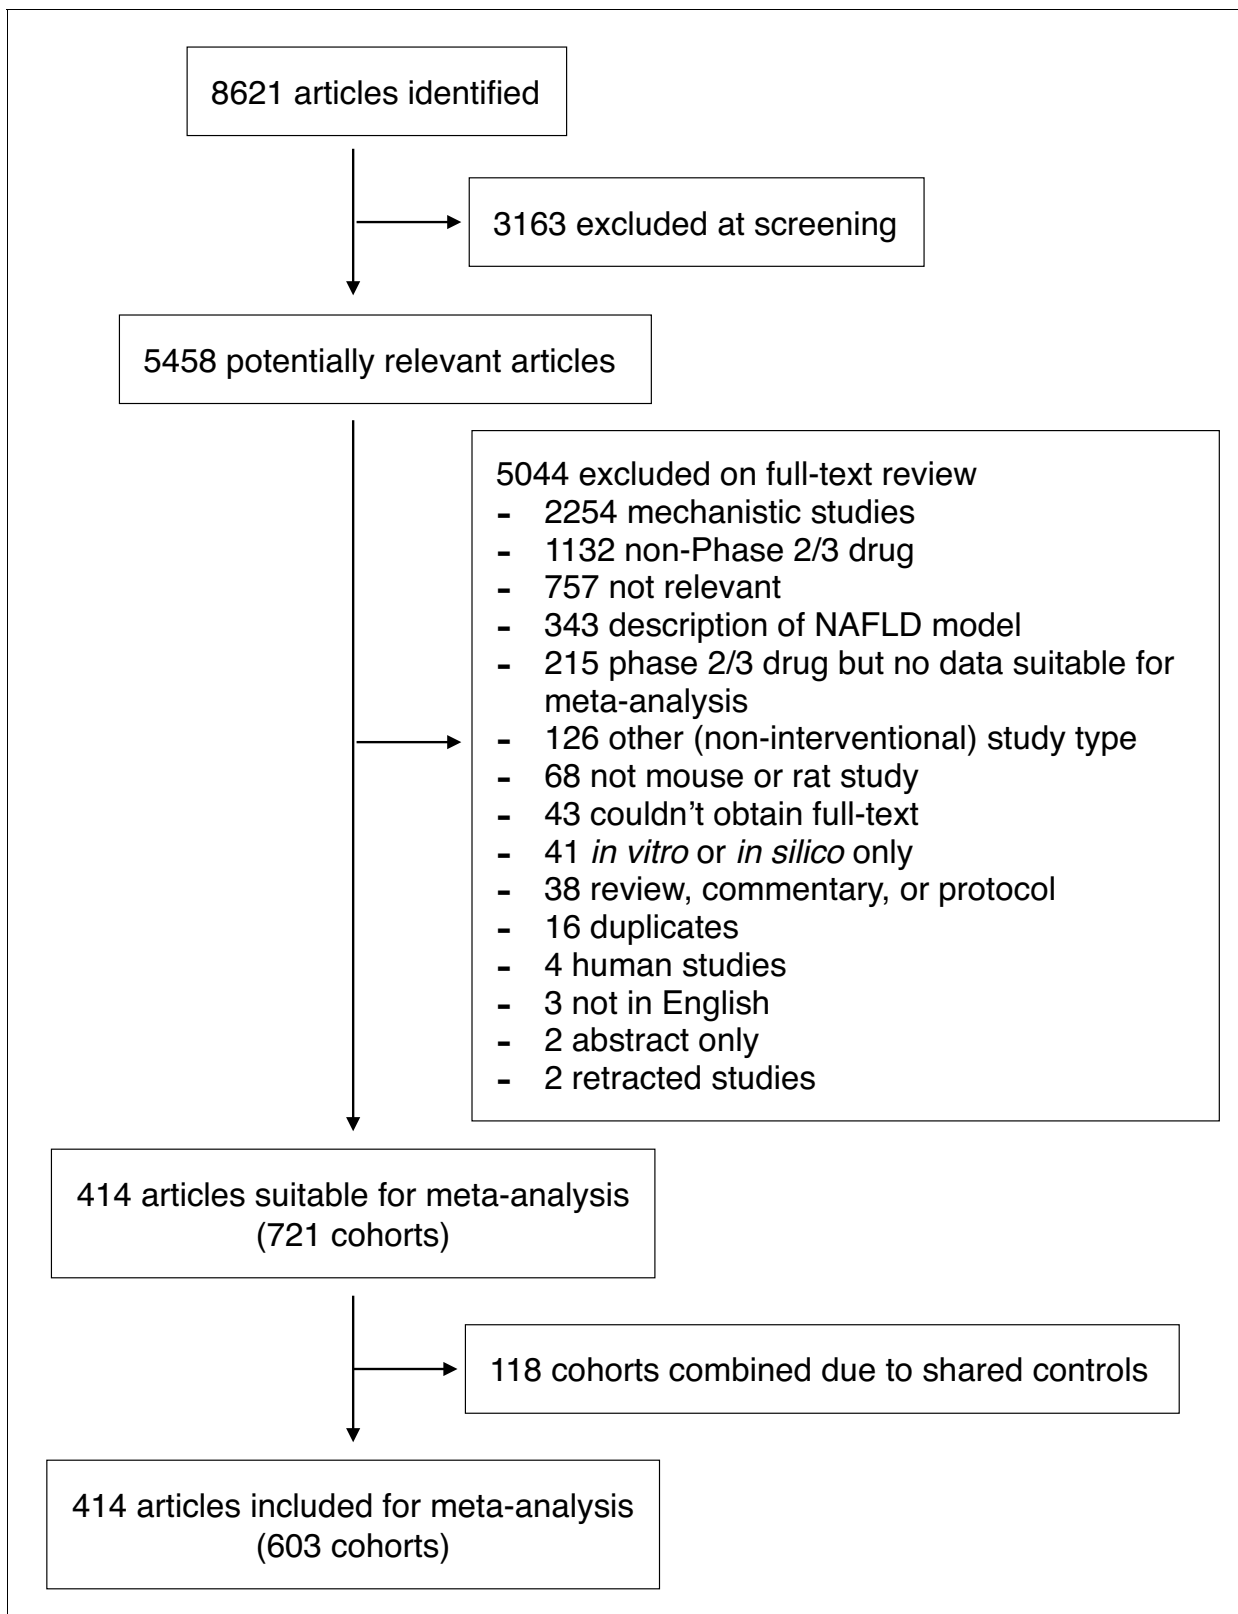 8621 articles identified
3163 excluded at screening
5458 potentially relevant articles
5044 excluded on full-text review
- 2254 mechanistic studies
- 1132 non-Phase 2/3 drug
- 757 not relevant
- 343 description of NAFLD model
- 215 phase 2/3 drug but no data suitable for
meta-analysis
- 126 other (non-interventional) study type
- 68 not mouse or rat study
- 43 couldn't obtain full-text
- 41 in vitro or in silico only
- 38 review, commentary, or protocol
- 16 duplicates
- 4 human studies
- 3 not in English
- 2 abstract only
- 2 retracted studies
414 articles suitable for meta-analysis
(721 cohorts)
118 cohorts combined due to shared controls
414 articles included for meta-analysis
(603 cohorts)